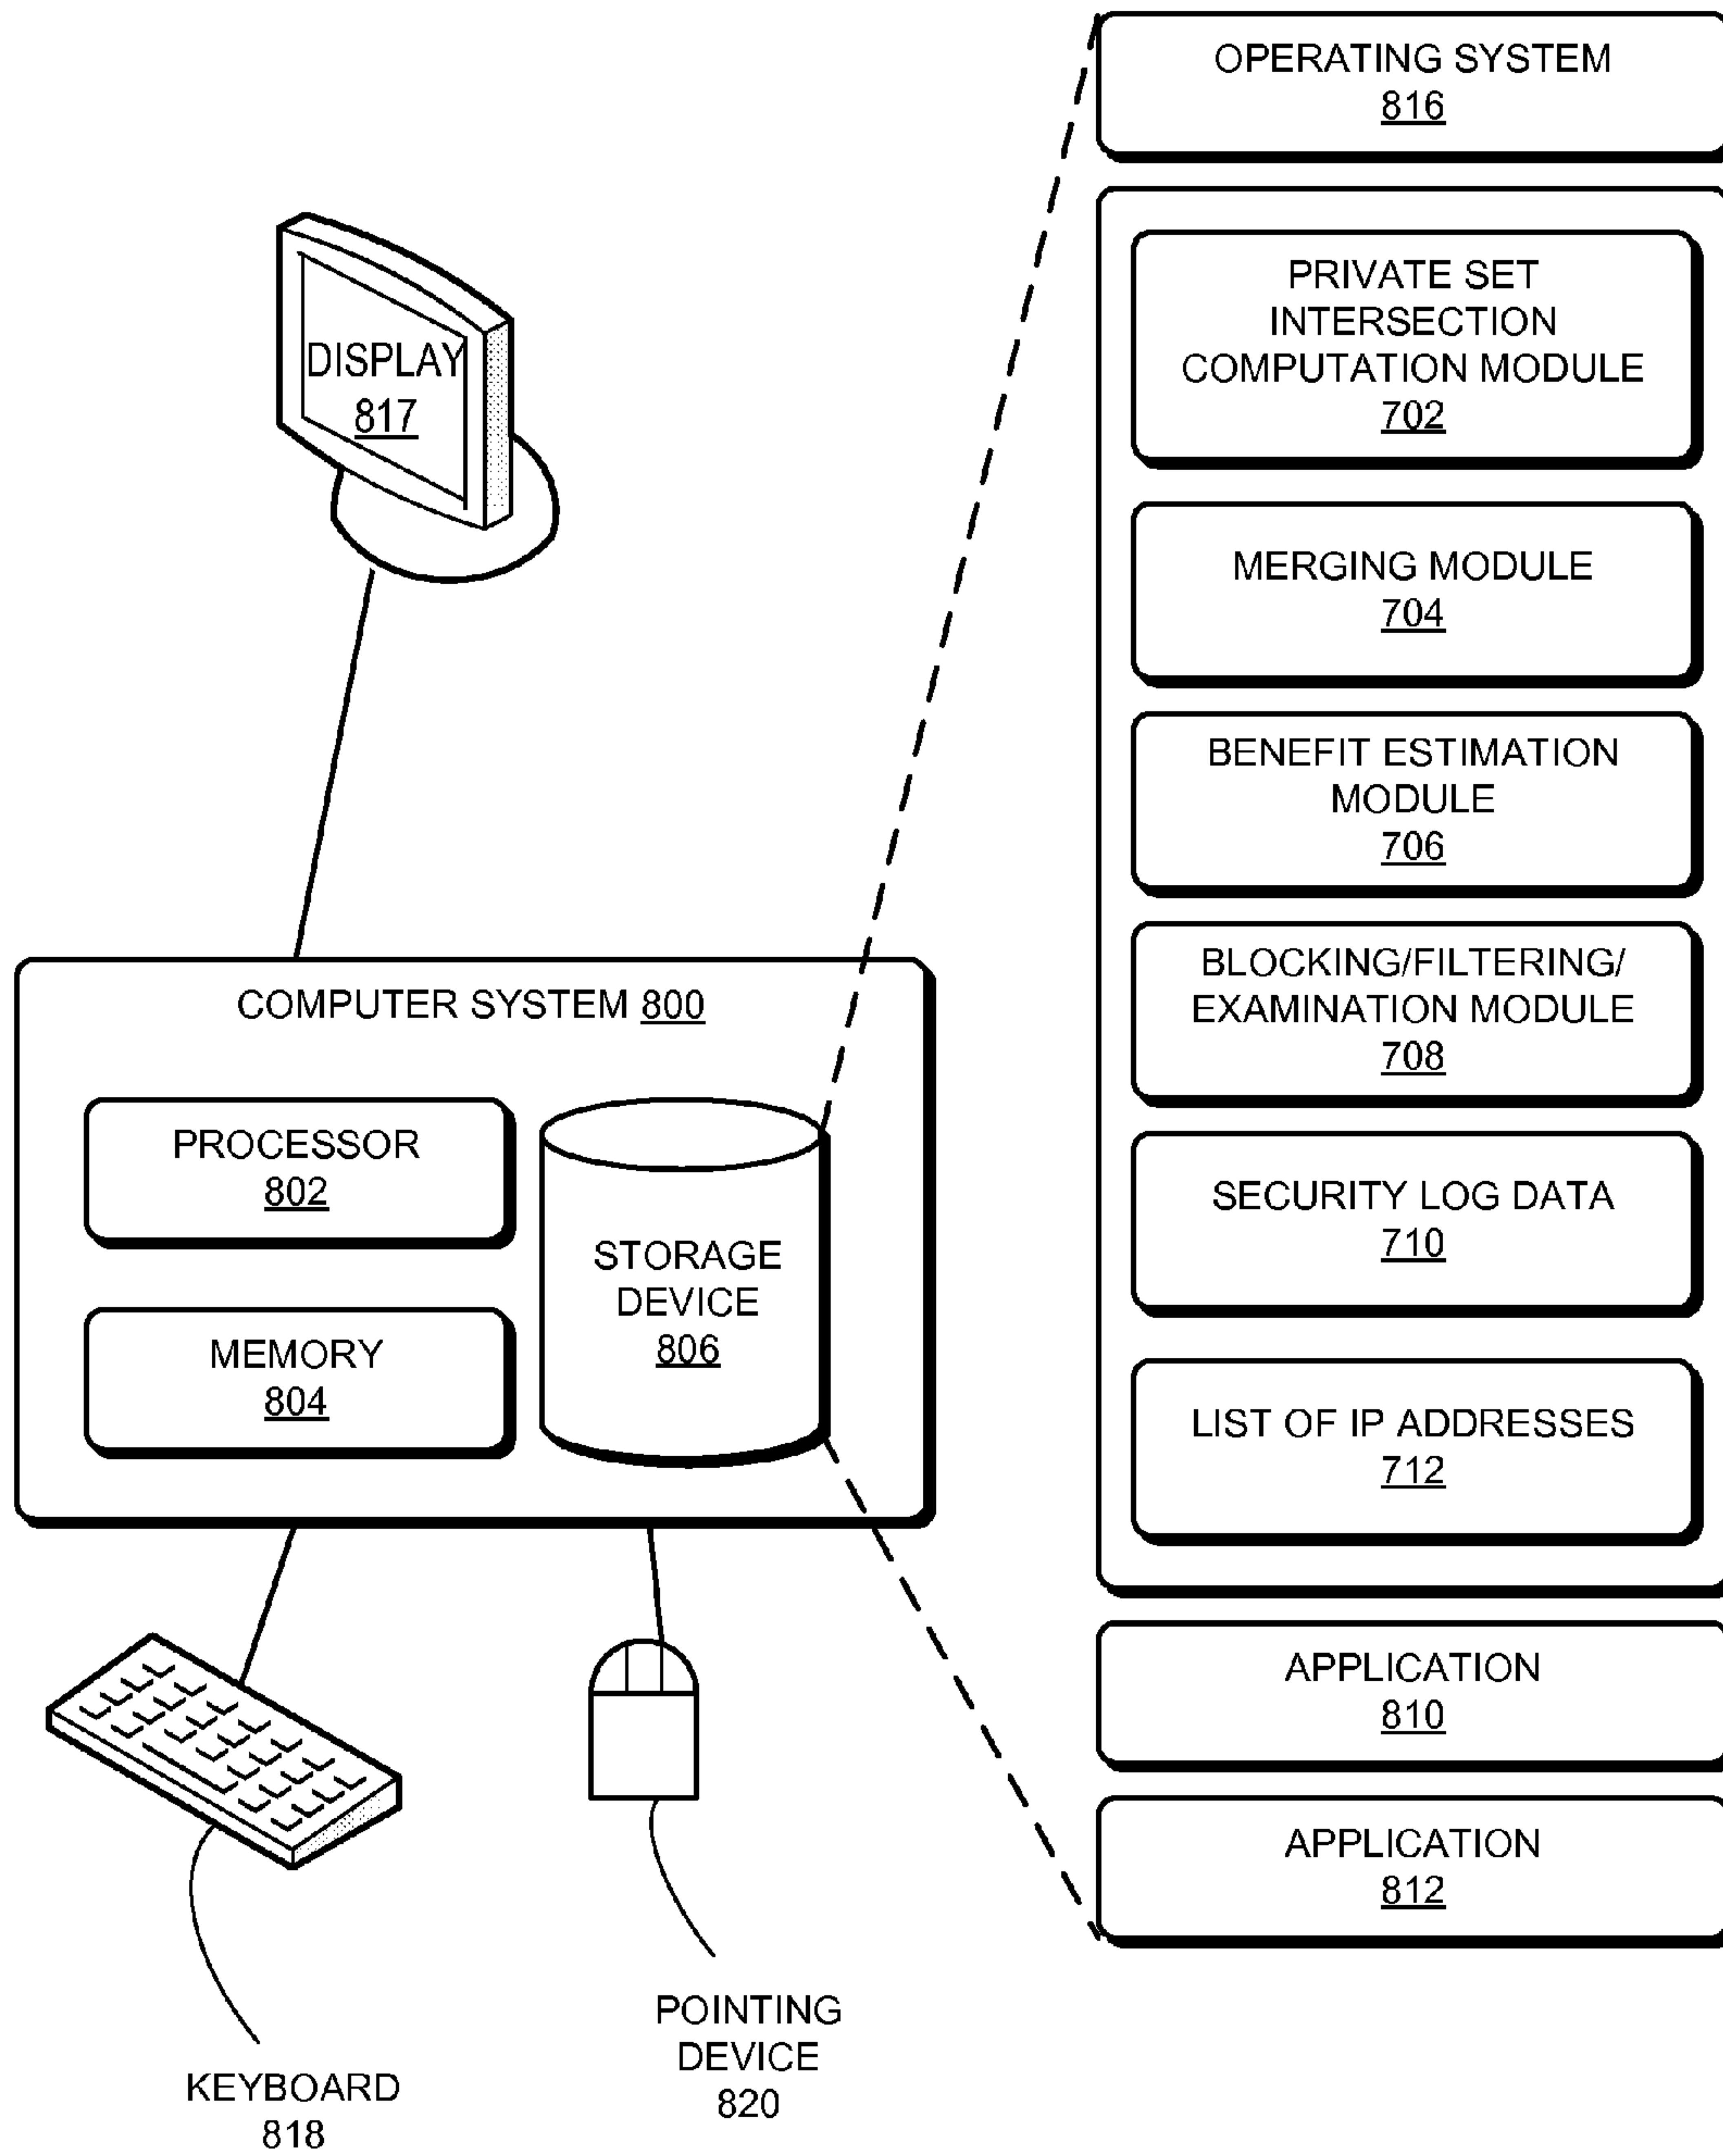 DISPLAY
817
COMPUTER SYSTEM 800
PROCESSOR
802
MEMORY
804
STORAGE
DEVICE
806
KEYBOARD
818
POINTING
DEVICE
820
OPERATING SYSTEM
816
PRIVATE SET
INTERSECTION
COMPUTATION MODULE
702
MERGING MODULE
704
BENEFIT ESTIMATION
MODULE
706
BLOCKING/FILTERING/
EXAMINATION MODULE
708
SECURITY LOG DATA
710
LIST OF IP ADDRESSES
712
APPLICATION
810
APPLICATION
812